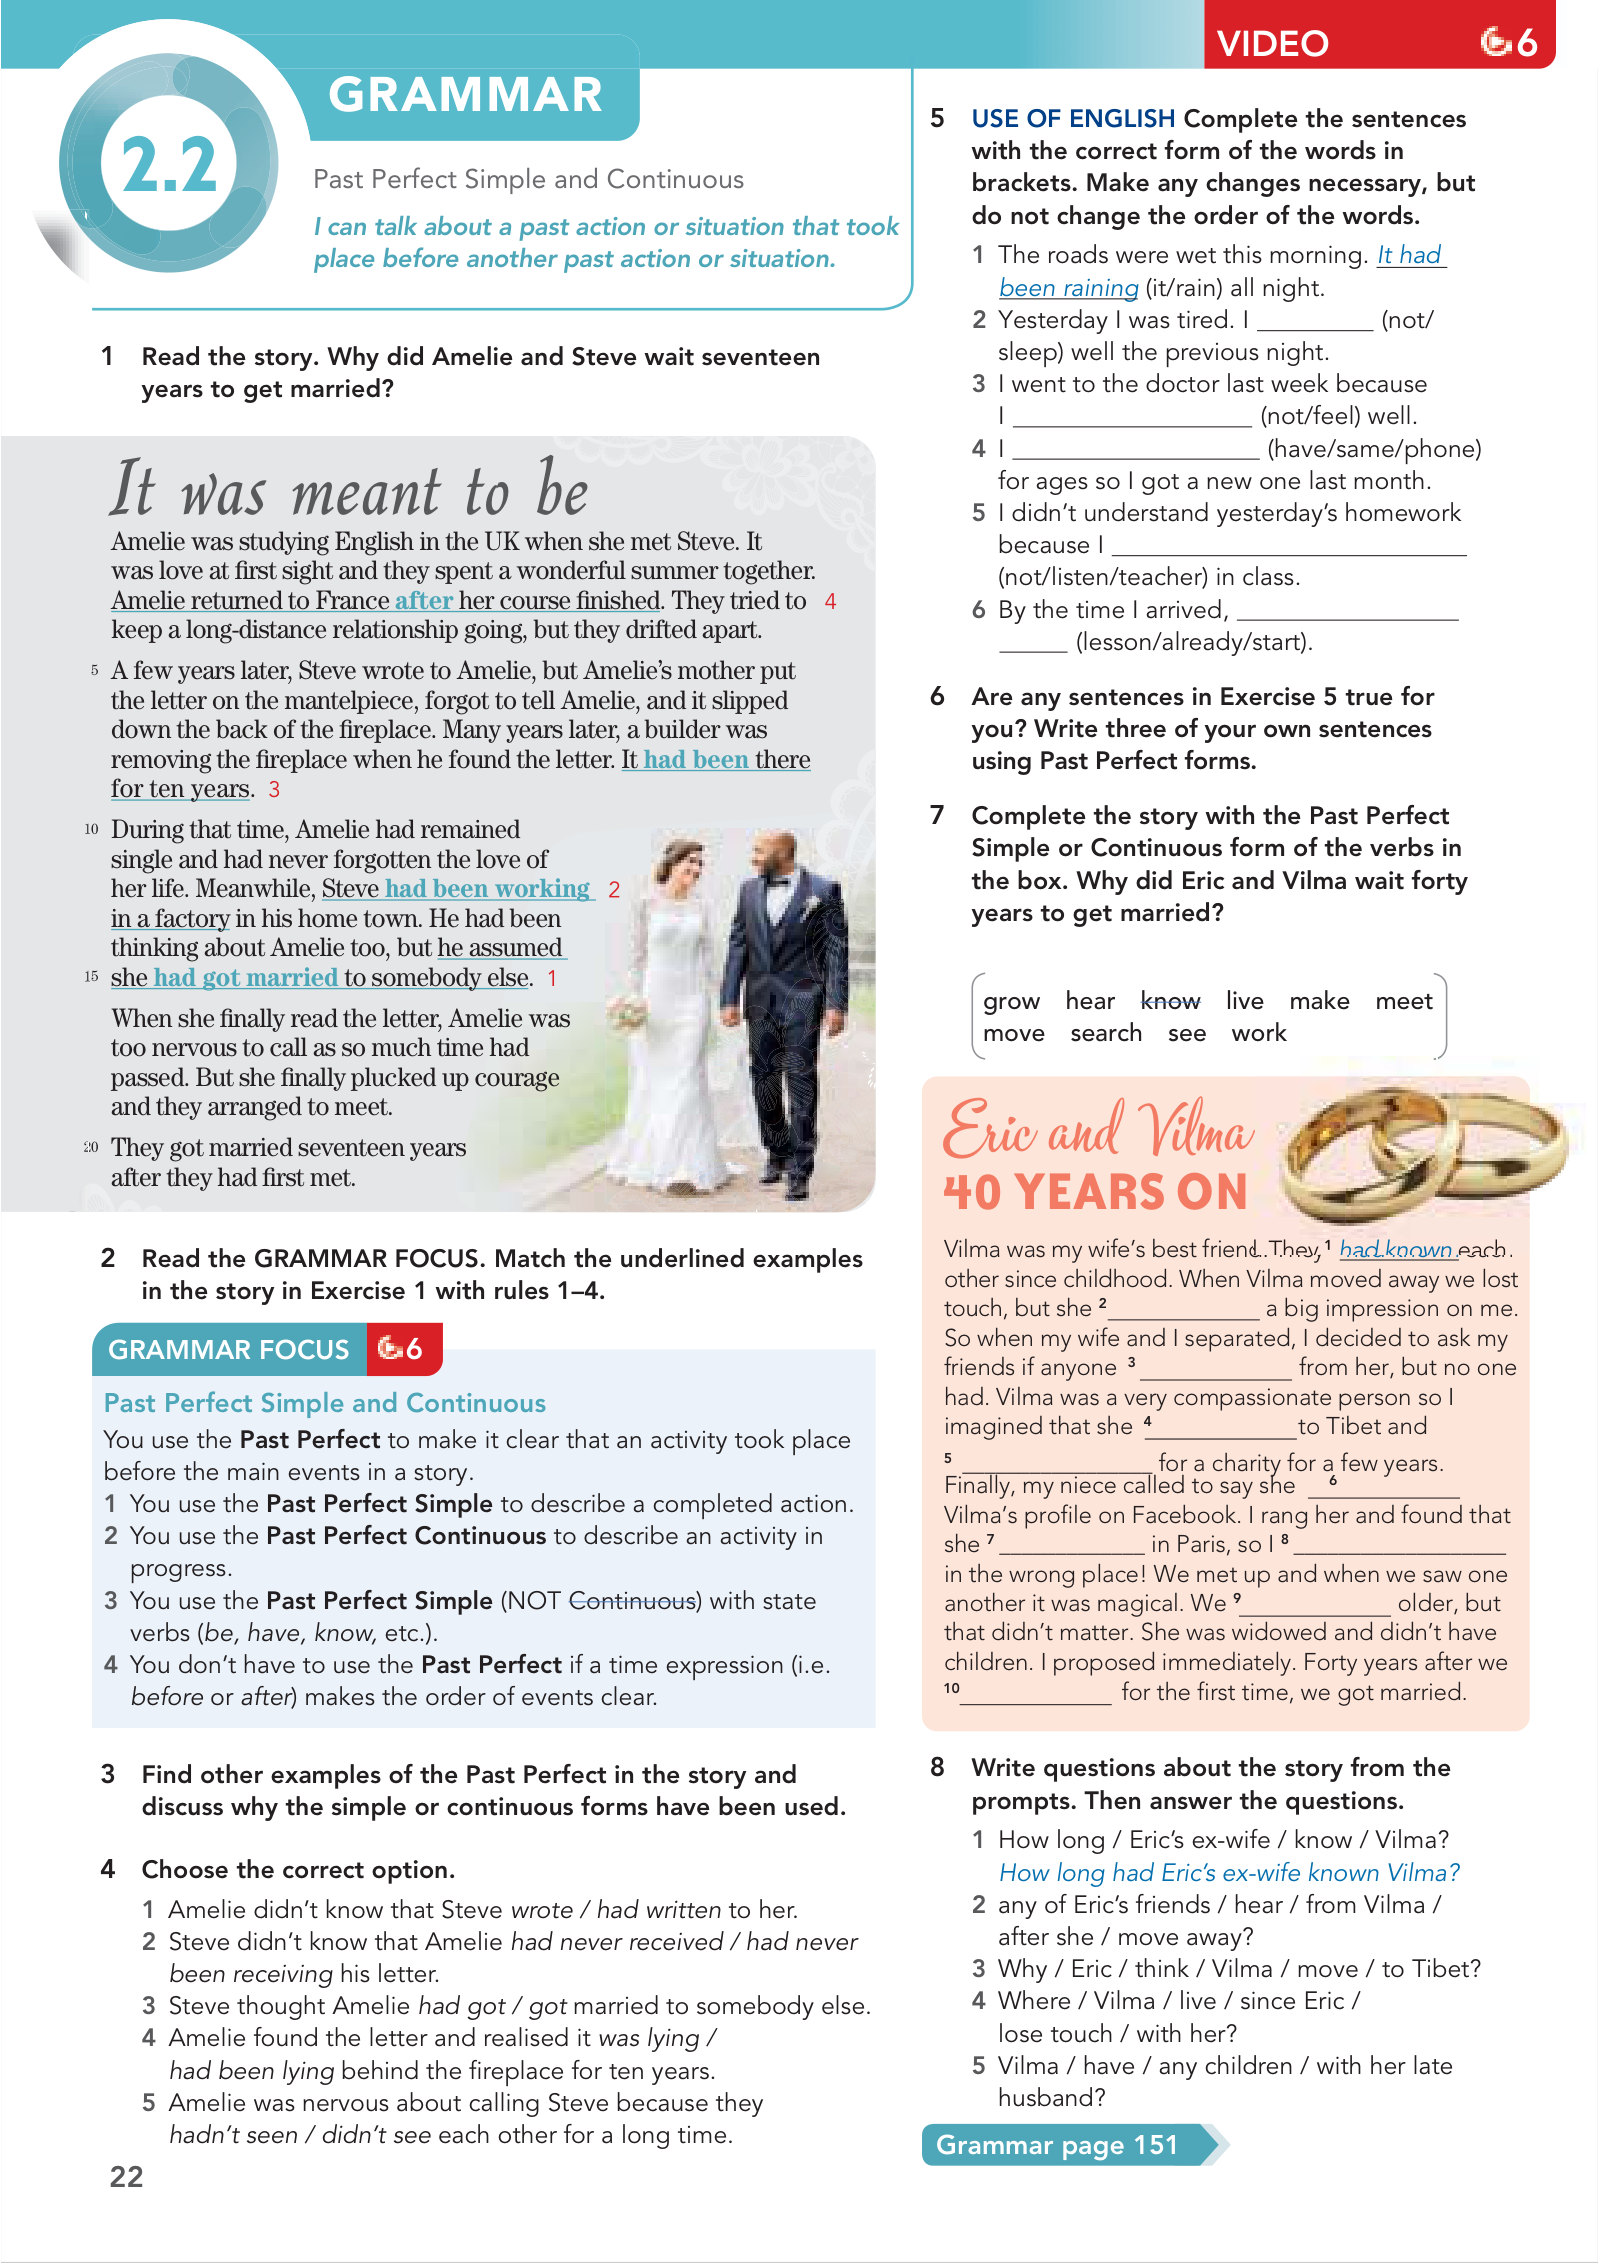 VIDEO 6
2.2
GRAMMAR
Past Perfect Simple and Continuous
I can talk about a past action or situation that took
place before another past action or situation.
1 Read the story. Why did Amelie and Steve wait seventeen
years to get married?
It was meant to be
Amelie was studying English in the UK when she met Steve. It
was love at first sight and they spent a wonderful summer together.
Amelie returned to France after her course finished. They tried to 4
keep a long-distance relationship going, but they drifted apart.
5 A few years later, Steve wrote to Amelie, but Amelie's mother put
the letter on the mantelpiece, forgot to tell Amelie, and it slipped
down the back of the fireplace. Many years later, a builder was
removing the fireplace when he found the letter. It had been there
for ten years. 3
10 During that time, Amelie had remained
single and had never forgotten the love of
her life. Meanwhile, Steve had been working 2
in a factory in his home town. He had been
thinking about Amelie too, but he assumed
15 she had got married to somebody else. 1
When she finally read the letter, Amelie was
too nervous to call as so much time had
passed. But she finally plucked up courage
and they arranged to meet.
20 They got married seventeen years
after they had first met.
2 Read the GRAMMAR FOCUS. Match the underlined examples
in the story in Exercise 1 with rules 1–4.
GRAMMAR FOCUS 6
Past Perfect Simple and Continuous
You use the Past Perfect to make it clear that an activity took place
before the main events in a story.
1 You use the Past Perfect Simple to describe a completed action.
2 You use the Past Perfect Continuous to describe an activity in
progress.
3 You use the Past Perfect Simple (NOT Continuous) with state
verbs (be, have, know, etc.).
4 You don't have to use the Past Perfect if a time expression (i.e.
before or after) makes the order of events clear.
3 Find other examples of the Past Perfect in the story and
discuss why the simple or continuous forms have been used.
4 Choose the correct option.
1 Amelie didn't know that Steve wrote / had written to her.
2 Steve didn't know that Amelie had never received / had never
been receiving his letter.
3 Steve thought Amelie had got / got married to somebody else.
4 Amelie found the letter and realised it was lying /
had been lying behind the fireplace for ten years.
5 Amelie was nervous about calling Steve because they
hadn't seen / didn't see each other for a long time.
22
5 USE OF ENGLISH Complete the sentences
with the correct form of the words in
brackets. Make any changes necessary, but
do not change the order of the words.
1 The roads were wet this morning. It had
been raining (it/rain) all night.
2 Yesterday I was tired. I ________ (not/
sleep) well the previous night.
3 I went to the doctor last week because
I ________ (not/feel) well.
4 I ________ (have/same/phone)
for ages so I got a new one last month.
5 I didn't understand yesterday's homework
because I ________
(not/listen/teacher) in class.
6 By the time I arrived, ________
________ (lesson/already/start).
6 Are any sentences in Exercise 5 true for
you? Write three of your own sentences
using Past Perfect forms.
7 Complete the story with the Past Perfect
Simple or Continuous form of the verbs in
the box. Why did Eric and Vilma wait forty
years to get married?
grow hear know live make meet
move search see work
Eric and Vilma
40 YEARS ON
Vilma was my wife's best friend. They 1 had known each
other since childhood. When Vilma moved away we lost
touch, but she 2 ________ a big impression on me.
So when my wife and I separated, I decided to ask my
friends if anyone 3 ________ from her, but no one
had. Vilma was a very compassionate person so I
imagined that she 4 ________ to Tibet and
5 ________ for a charity for a few years.
Finally, my niece called to say she 6 ________
Vilma's profile on Facebook. I rang her and found that
she 7 ________ in Paris, so I 8 ________
in the wrong place! We met up and when we saw one
another it was magical. We 9 ________ older, but
that didn't matter. She was widowed and didn't have
children. I proposed immediately. Forty years after we
10 ________ for the first time, we got married.
8 Write questions about the story from the
prompts. Then answer the questions.
1 How long / Eric's ex-wife / know / Vilma?
How long had Eric's ex-wife known Vilma?
2 any of Eric's friends / hear / from Vilma /
after she / move away?
3 Why / Eric / think / Vilma / move / to Tibet?
4 Where / Vilma / live / since Eric /
lose touch / with her?
5 Vilma / have / any children / with her late
husband?
Grammar page 151